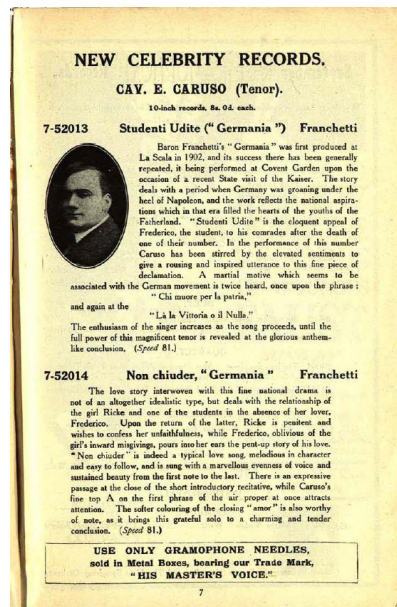 NEW CELEBRITY RECORDS.
CAV. E. CARUSO (Tenor).
10-inch records, 8s. 0d. each.
7-52013 Studenti Udite (“ Germania ”) Franchetti
Baron Franchetti's “ Germania ” was first produced at
La Scala in 1902, and its success there has been generally
repeated, it being performed at Covent Garden upon the
occasion of a recent State visit of the Kaiser. The story
deals with a period when Germany was groaning under the
heel of Napoleon, and the work reflects the national aspira-
tions which in that era filled the hearts of the youths of the
Fatherland. “Studenti Udite” is the eloquent appeal of
Frederico, the student, to his comrades after the death of
one of their number. In the performance of this number
Caruso has been stirred by the elevated sentiments to
give a rousing and inspired utterance to this fine piece of
declamation. A martial motive which seems to be
associated with the German movement is twice heard, once upon the phrase :
“ Chi muore per la patria,”
and again at the
“Là la Vittoria o il Nulla.”
The enthusiasm of the singer increases as the song proceeds, until the
full power of this magnificent tenor is revealed at the glorious anthem-
like conclusion. (Speed 81.)
7-52014 Non chiuder, “ Germania ” Franchetti
The love story interwoven with this fine national drama is
not of an altogether idealistic type, but deals with the relationship of
the girl Ricke and one of the students in the absence of her lover,
Frederico. Upon the return of the latter, Ricke is penitent and
wishes to confess her unfaithfulness, while Frederico, oblivious of the
girl's inward misgivings, pours into her ears the pent-up story of his love.
“Non chiuder” is indeed a typical love song, melodious in character
and easy to follow, and is sung with a marvellous evenness of voice and
sustained beauty from the first note to the last. There is an expressive
passage at the close of the short introductory recitative, while Caruso's
fine top A on the first phrase of the air proper at once attracts
attention. The softer colouring of the closing “amor” is also worthy
of note, as it brings this grateful solo to a charming and tender
conclusion. (Speed 81.)
USE ONLY GRAMOPHONE NEEDLES,
sold in Metal Boxes, bearing our Trade Mark,
“HIS MASTER'S VOICE.”
7